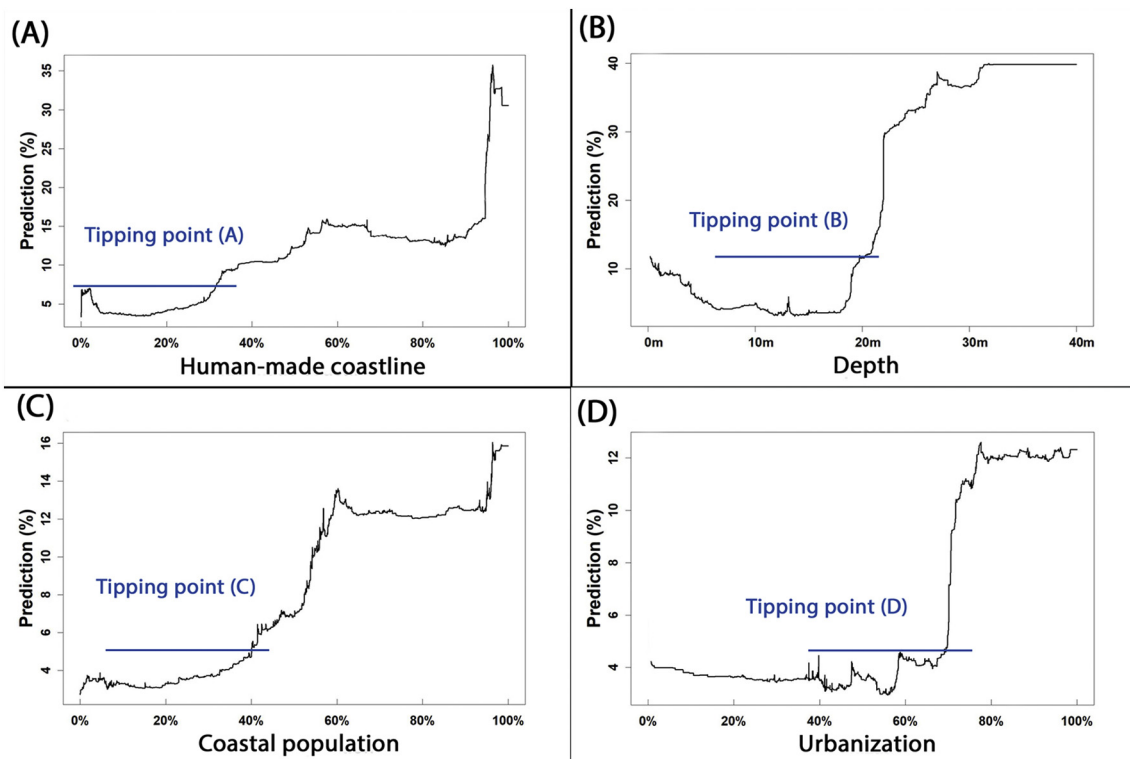 (A)
Prediction (%)
35
30
25
20
15
10
5
Tipping point (A)
0%
20%
40%
60%
80%
100%
Human-made coastline
(B)
Prediction (%)
40
30
20
10
Tipping point (B)
0m
10m
20m
30m
40m
Depth
(C)
Prediction (%)
16
14
12
10
8
6
4
Tipping point (C)
0%
20%
40%
60%
80%
100%
Coastal population
(D)
Prediction (%)
12
10
8
6
4
Tipping point (D)
0%
20%
40%
60%
80%
100%
Urbanization